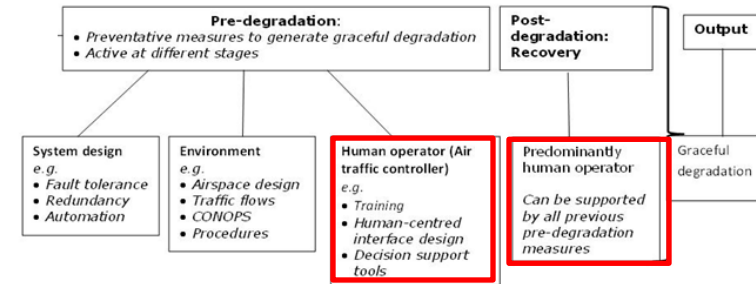 Pre-degradation:
• Preventative measures to generate graceful degradation
• Active at different stages
Post-
degradation:
Recovery
Output
System design
e.g.
• Fault tolerance
• Redundancy
• Automation
Environment
e.g.
• Airspace design
• Traffic flows
• CONOPS
• Procedures
Human operator (Air
traffic controller)
e.g.
• Training
• Human-centred
interface design
• Decision support
tools
Predominantly
human operator
Can be supported
by all previous
pre-degradation
measures
Graceful
degradation